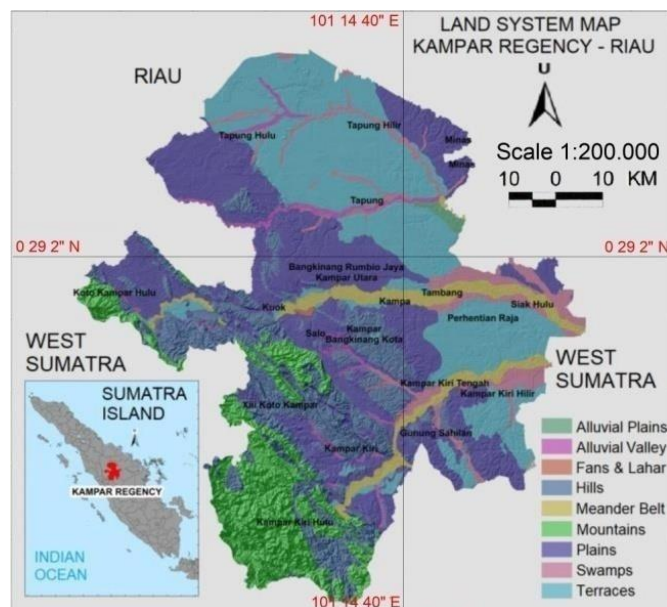 101 14 40" E
LAND SYSTEM MAP
KAMPAR REGENCY - RIAU
U
Scale 1:200.000
10 0 10 KM
RIAU
Tapung Hulu
Tapung Hilir
Minas
Minas
Tapung
0 29 2" N
0 29 2" N
Bangkinang Rumbio Jaya
Kampar Utara
Koto Kampar Hulu
Kuok
Kampa
Tambang
Siak Hulu
Perhentian Raja
Salo
Kampar
Bangkinang Kota
WEST
SUMATRA
WEST
SUMATRA
Kampar Kiri Tengah
Kampar Kiri Hilir
XIII Koto Kampar
Gunung Sahilan
Kampar Kiri
Kampar Kiri Hulu
SUMATRA
ISLAND
KAMPAR REGENCY
INDIAN
OCEAN
Alluvial Plains
Alluvial Valley
Fans & Lahar
Hills
Meander Belt
Mountains
Plains
Swamps
Terraces
101 14 40" E